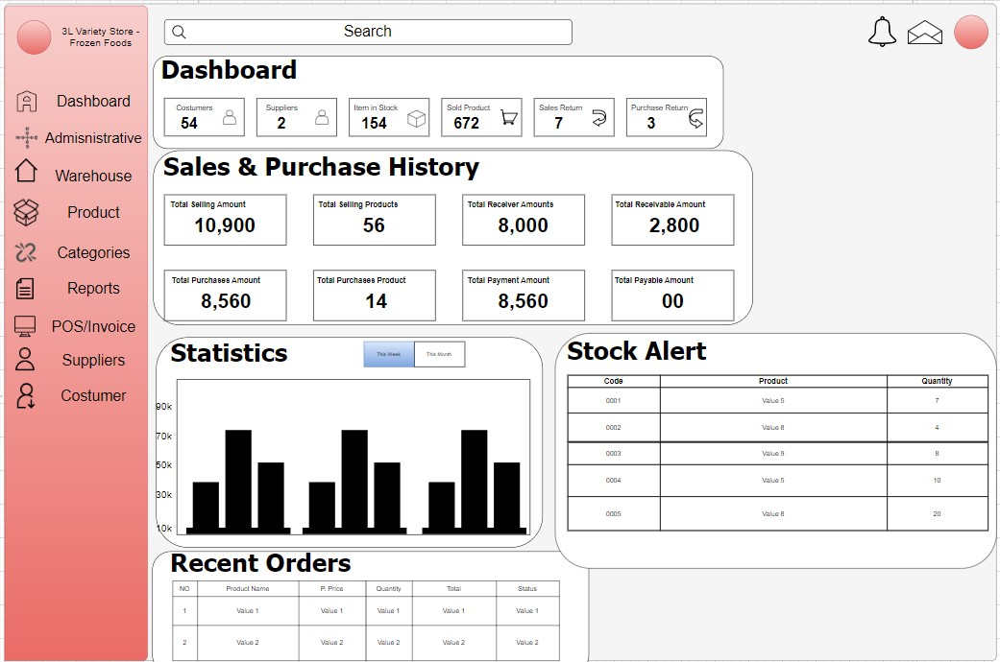 3L Variety Store -
Frozen Foods
Dashboard
Admisnistrative
Warehouse
Product
Categories
Reports
POS/Invoice
Suppliers
Costumer
Search
Dashboard
Costumers
54
Suppliers
2
Item in Stock
154
Sold Product
672
Sales Return
7
Purchase Return
3
Sales & Purchase History
Total Selling Amount
10,900
Total Selling Products
56
Total Receiver Amounts
8,000
Total Receivable Amount
2,800
Total Purchases Amount
8,560
Total Purchases Product
14
Total Payment Amount
8,560
Total Payable Amount
00
Statistics
This Week This Month
90k
70k
50k
30k
10k
Stock Alert
Code Product Quantity
0001 Value 5 7
0002 Value 8 4
0003 Value 9 8
0004 Value 5 10
0005 Value 8 20
Recent Orders
NO Product Name P. Price Quantity Total Status
1 Value 1 Value 1 Value 1 Value 1 Value 1
2 Value 2 Value 2 Value 2 Value 2 Value 2